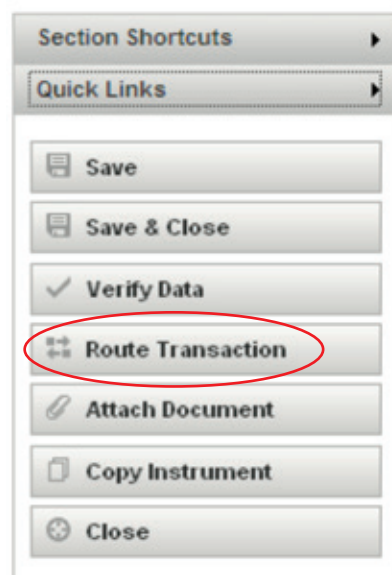 Section Shortcuts
Quick Links
Save
Save & Close
Verify Data
Route Transaction
Attach Document
Copy Instrument
Close